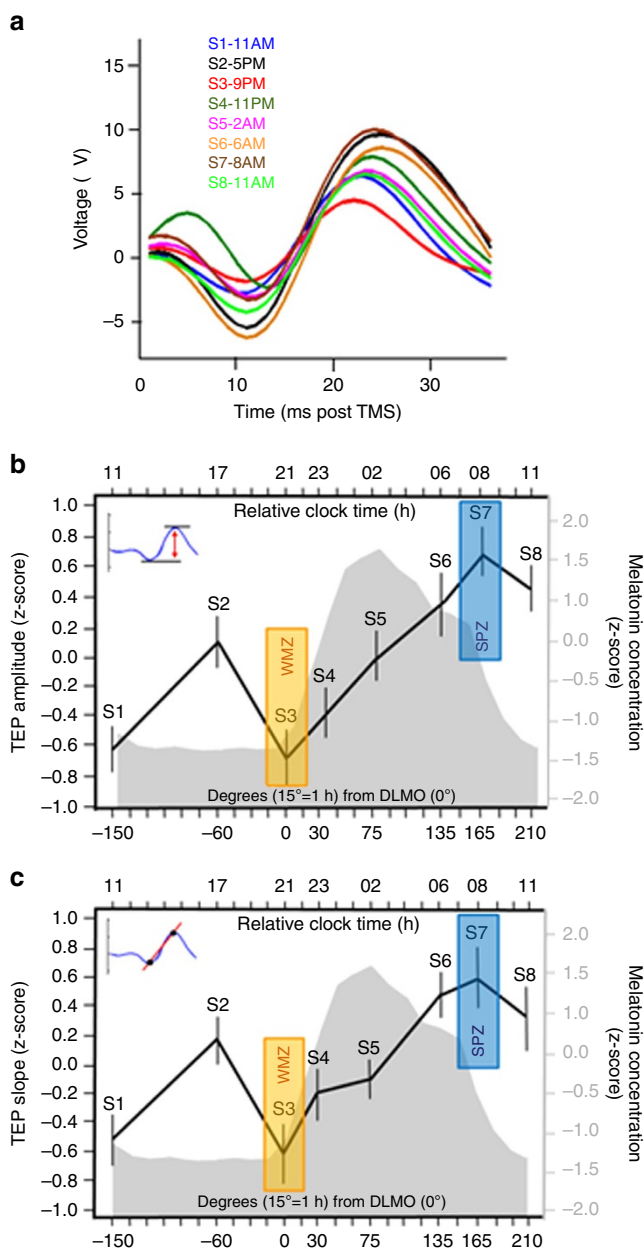 a
S1-11AM
S2-5PM
S3-9PM
S4-11PM
S5-2AM
S6-6AM
S7-8AM
S8-11AM
Voltage ( V)
15
10
5
0
–5
0 10 20 30
Time (ms post TMS)
b
11 17 21 23 02 06 08 11
Relative clock time (h)
TEP amplitude (z-score)
1.0
0.8
0.6
0.4
0.2
0.0
–0.2
–0.4
–0.6
–0.8
–1.0
S1
S2
S3
S4
S5
S6
S7
S8
WMZ
SPZ
2.0
1.5
1.0
0.0
–0.5
–1.0
–1.5
–2.0
Melatonin concentration
(z-score)
Degrees (15°=1 h) from DLMO (0°)
–150 –60 0 30 75 135 165 210
c
11 17 21 23 02 06 08 11
Relative clock time (h)
TEP slope (z-score)
1.0
0.8
0.6
0.4
0.2
0.0
–0.2
–0.4
–0.6
–0.8
–1.0
S1
S2
S3
S4
S5
S6
S7
S8
WMZ
SPZ
2.0
1.5
1.0
0.0
–0.5
–1.0
–1.5
–2.0
Melatonin concentration
(z-score)
Degrees (15°=1 h) from DLMO (0°)
–150 –60 0 30 75 135 165 210